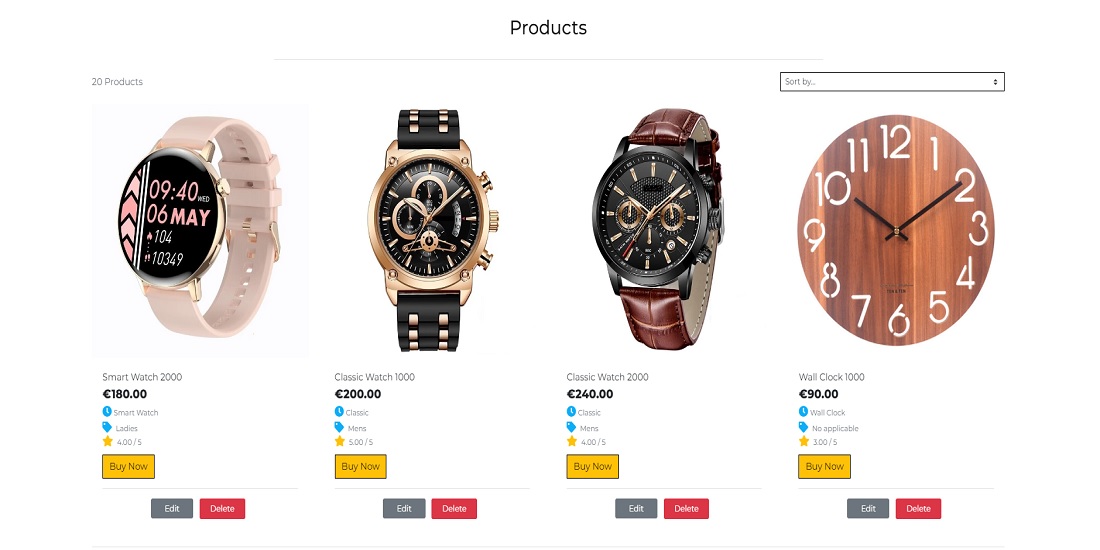 Products
20 Products
Sort by...
09:40 WED
06 MAY
104
10349
12
11
1
10
2
9
3
8
4
7
5
6
Smart Watch 2000
€180.00
Smart Watch
Ladies
4.00 / 5
Buy Now
Edit Delete
Classic Watch 1000
€200.00
Classic
Mens
5.00 / 5
Buy Now
Edit Delete
Classic Watch 2000
€240.00
Classic
Mens
4.00 / 5
Buy Now
Edit Delete
Wall Clock 1000
€90.00
Wall Clock
No applicable
3.00 / 5
Buy Now
Edit Delete